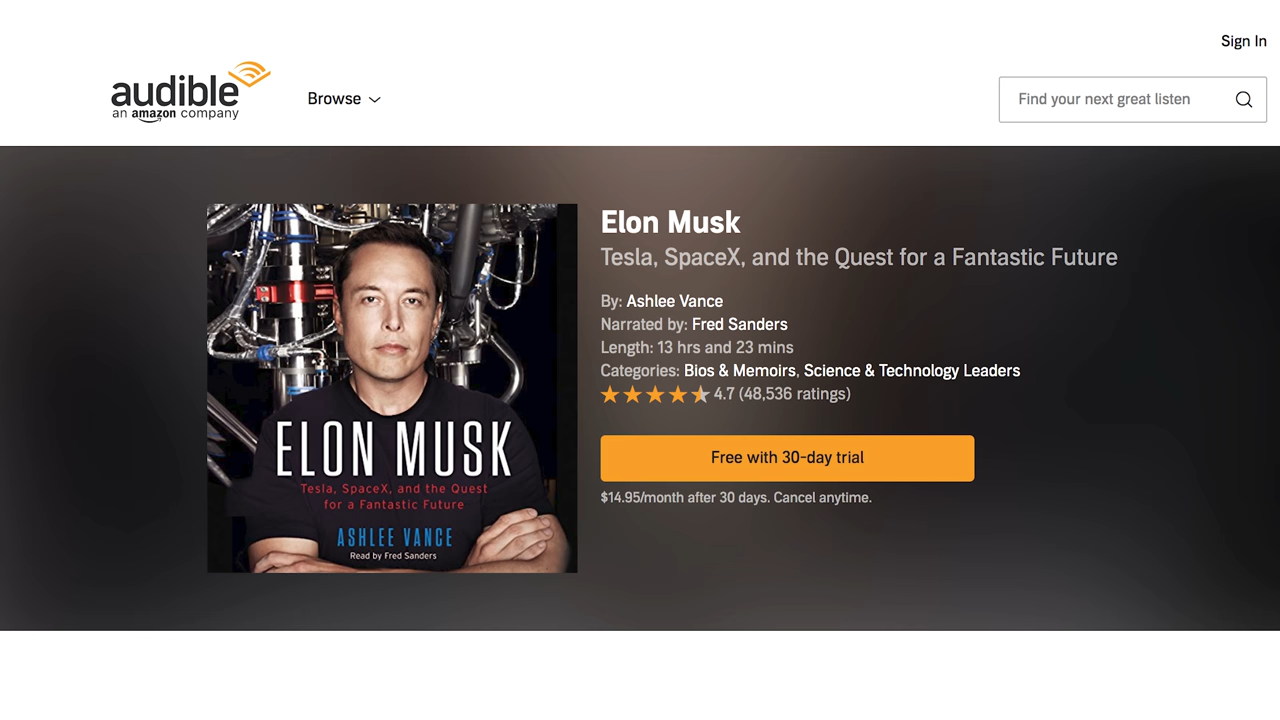 Sign In
audible
an amazon company
Browse
Find your next great listen
Elon Musk
Tesla, SpaceX, and the Quest for a Fantastic Future
By: Ashlee Vance
Narrated by: Fred Sanders
Length: 13 hrs and 23 mins
Categories: Bios & Memoirs, Science & Technology Leaders
4.7 (48,536 ratings)
Free with 30-day trial
$14.95/month after 30 days. Cancel anytime.
ELON MUSK
Tesla, SpaceX, and the Quest
for a Fantastic Future
ASHLEE VANCE
Read by Fred Sanders